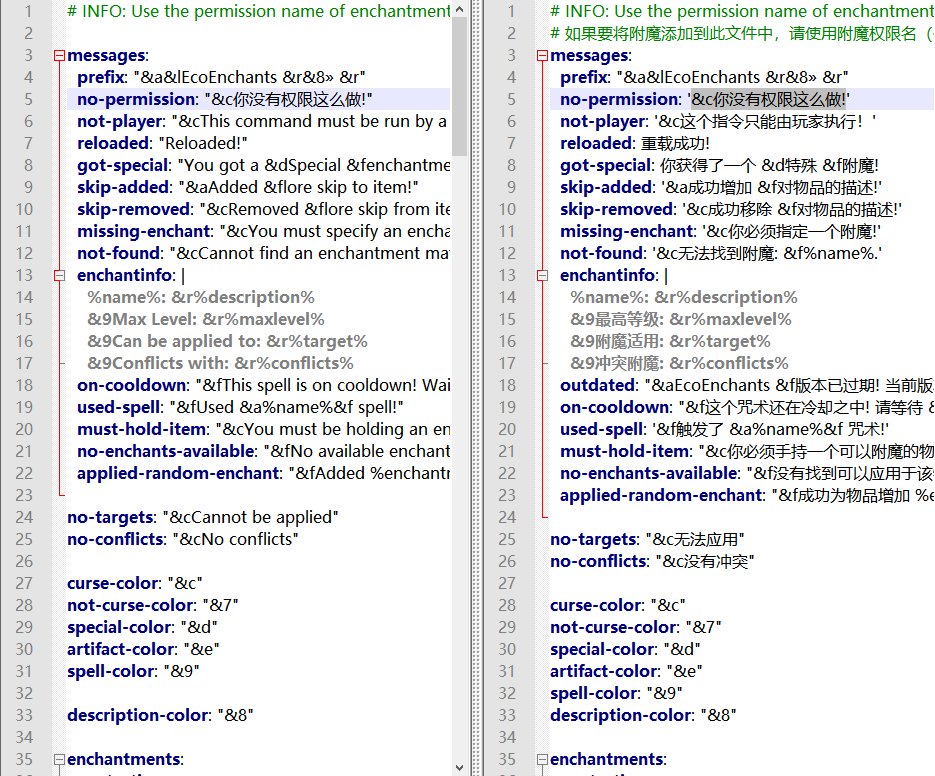 1 # INFO: Use the permission name of enchantment
2
3 messages:
4 prefix: "&a&lEcoEnchants &r&8» &r"
5 no-permission: "&c你没有权限这么做!"
6 not-player: "&cThis command must be run by a
7 reloaded: "Reloaded!"
8 got-special: "You got a &dSpecial &fenchantme
9 skip-added: "&aAdded &flore skip to item!"
10 skip-removed: "&cRemoved &flore skip from ite
11 missing-enchant: "&cYou must specify an encha
12 not-found: "&cCannot find an enchantment ma
13 enchantinfo: |
14 %name%: &r%description%
15 &9Max Level: &r%maxlevel%
16 &9Can be applied to: &r%target%
17 &9Conflicts with: &r%conflicts%
18 on-cooldown: "&fThis spell is on cooldown! Wai
19 used-spell: "&fUsed &a%name%&f spell!"
20 must-hold-item: "&cYou must be holding an en
21 no-enchants-available: "&fNo available enchant
22 applied-random-enchant: "&fAdded %enchantr
23
24 no-targets: "&cCannot be applied"
25 no-conflicts: "&cNo conflicts"
26
27 curse-color: "&c"
28 not-curse-color: "&7"
29 special-color: "&d"
30 artifact-color: "&e"
31 spell-color: "&9"
32
33 description-color: "&8"
34
35 enchantments:
1 # INFO: Use the permission name of enchantment
2 # 如果要将附魔添加到此文件中，请使用附魔权限名（
3 messages:
4 prefix: "&a&lEcoEnchants &r&8» &r"
5 no-permission: '&c你没有权限这么做!'
6 not-player: '&c这个指令只能由玩家执行！'
7 reloaded: 重载成功!
8 got-special: 你获得了一个 &d特殊 &f附魔!
9 skip-added: '&a成功增加 &f对物品的描述!'
10 skip-removed: '&c成功移除 &f对物品的描述!'
11 missing-enchant: '&c你必须指定一个附魔!'
12 not-found: '&c无法找到附魔: &f%name%.'
13 enchantinfo: |
14 %name%: &r%description%
15 &9最高等级: &r%maxlevel%
16 &9附魔适用: &r%target%
17 &9冲突附魔: &r%conflicts%
18 outdated: "&aEcoEnchants &f版本已过期! 当前版
19 on-cooldown: "&f这个咒术还在冷却之中! 请等待 &
20 used-spell: '&f触发了 &a%name%&f 咒术!'
21 must-hold-item: "&c你必须手持一个可以附魔的物
22 no-enchants-available: "&f没有找到可以应用于该
23 applied-random-enchant: "&f成功为物品增加 %e
24
25 no-targets: "&c无法应用"
26 no-conflicts: "&c没有冲突"
27
28 curse-color: "&c"
29 not-curse-color: "&7"
30 special-color: "&d"
31 artifact-color: "&e"
32 spell-color: "&9"
33 description-color: "&8"
34
35 enchantments: